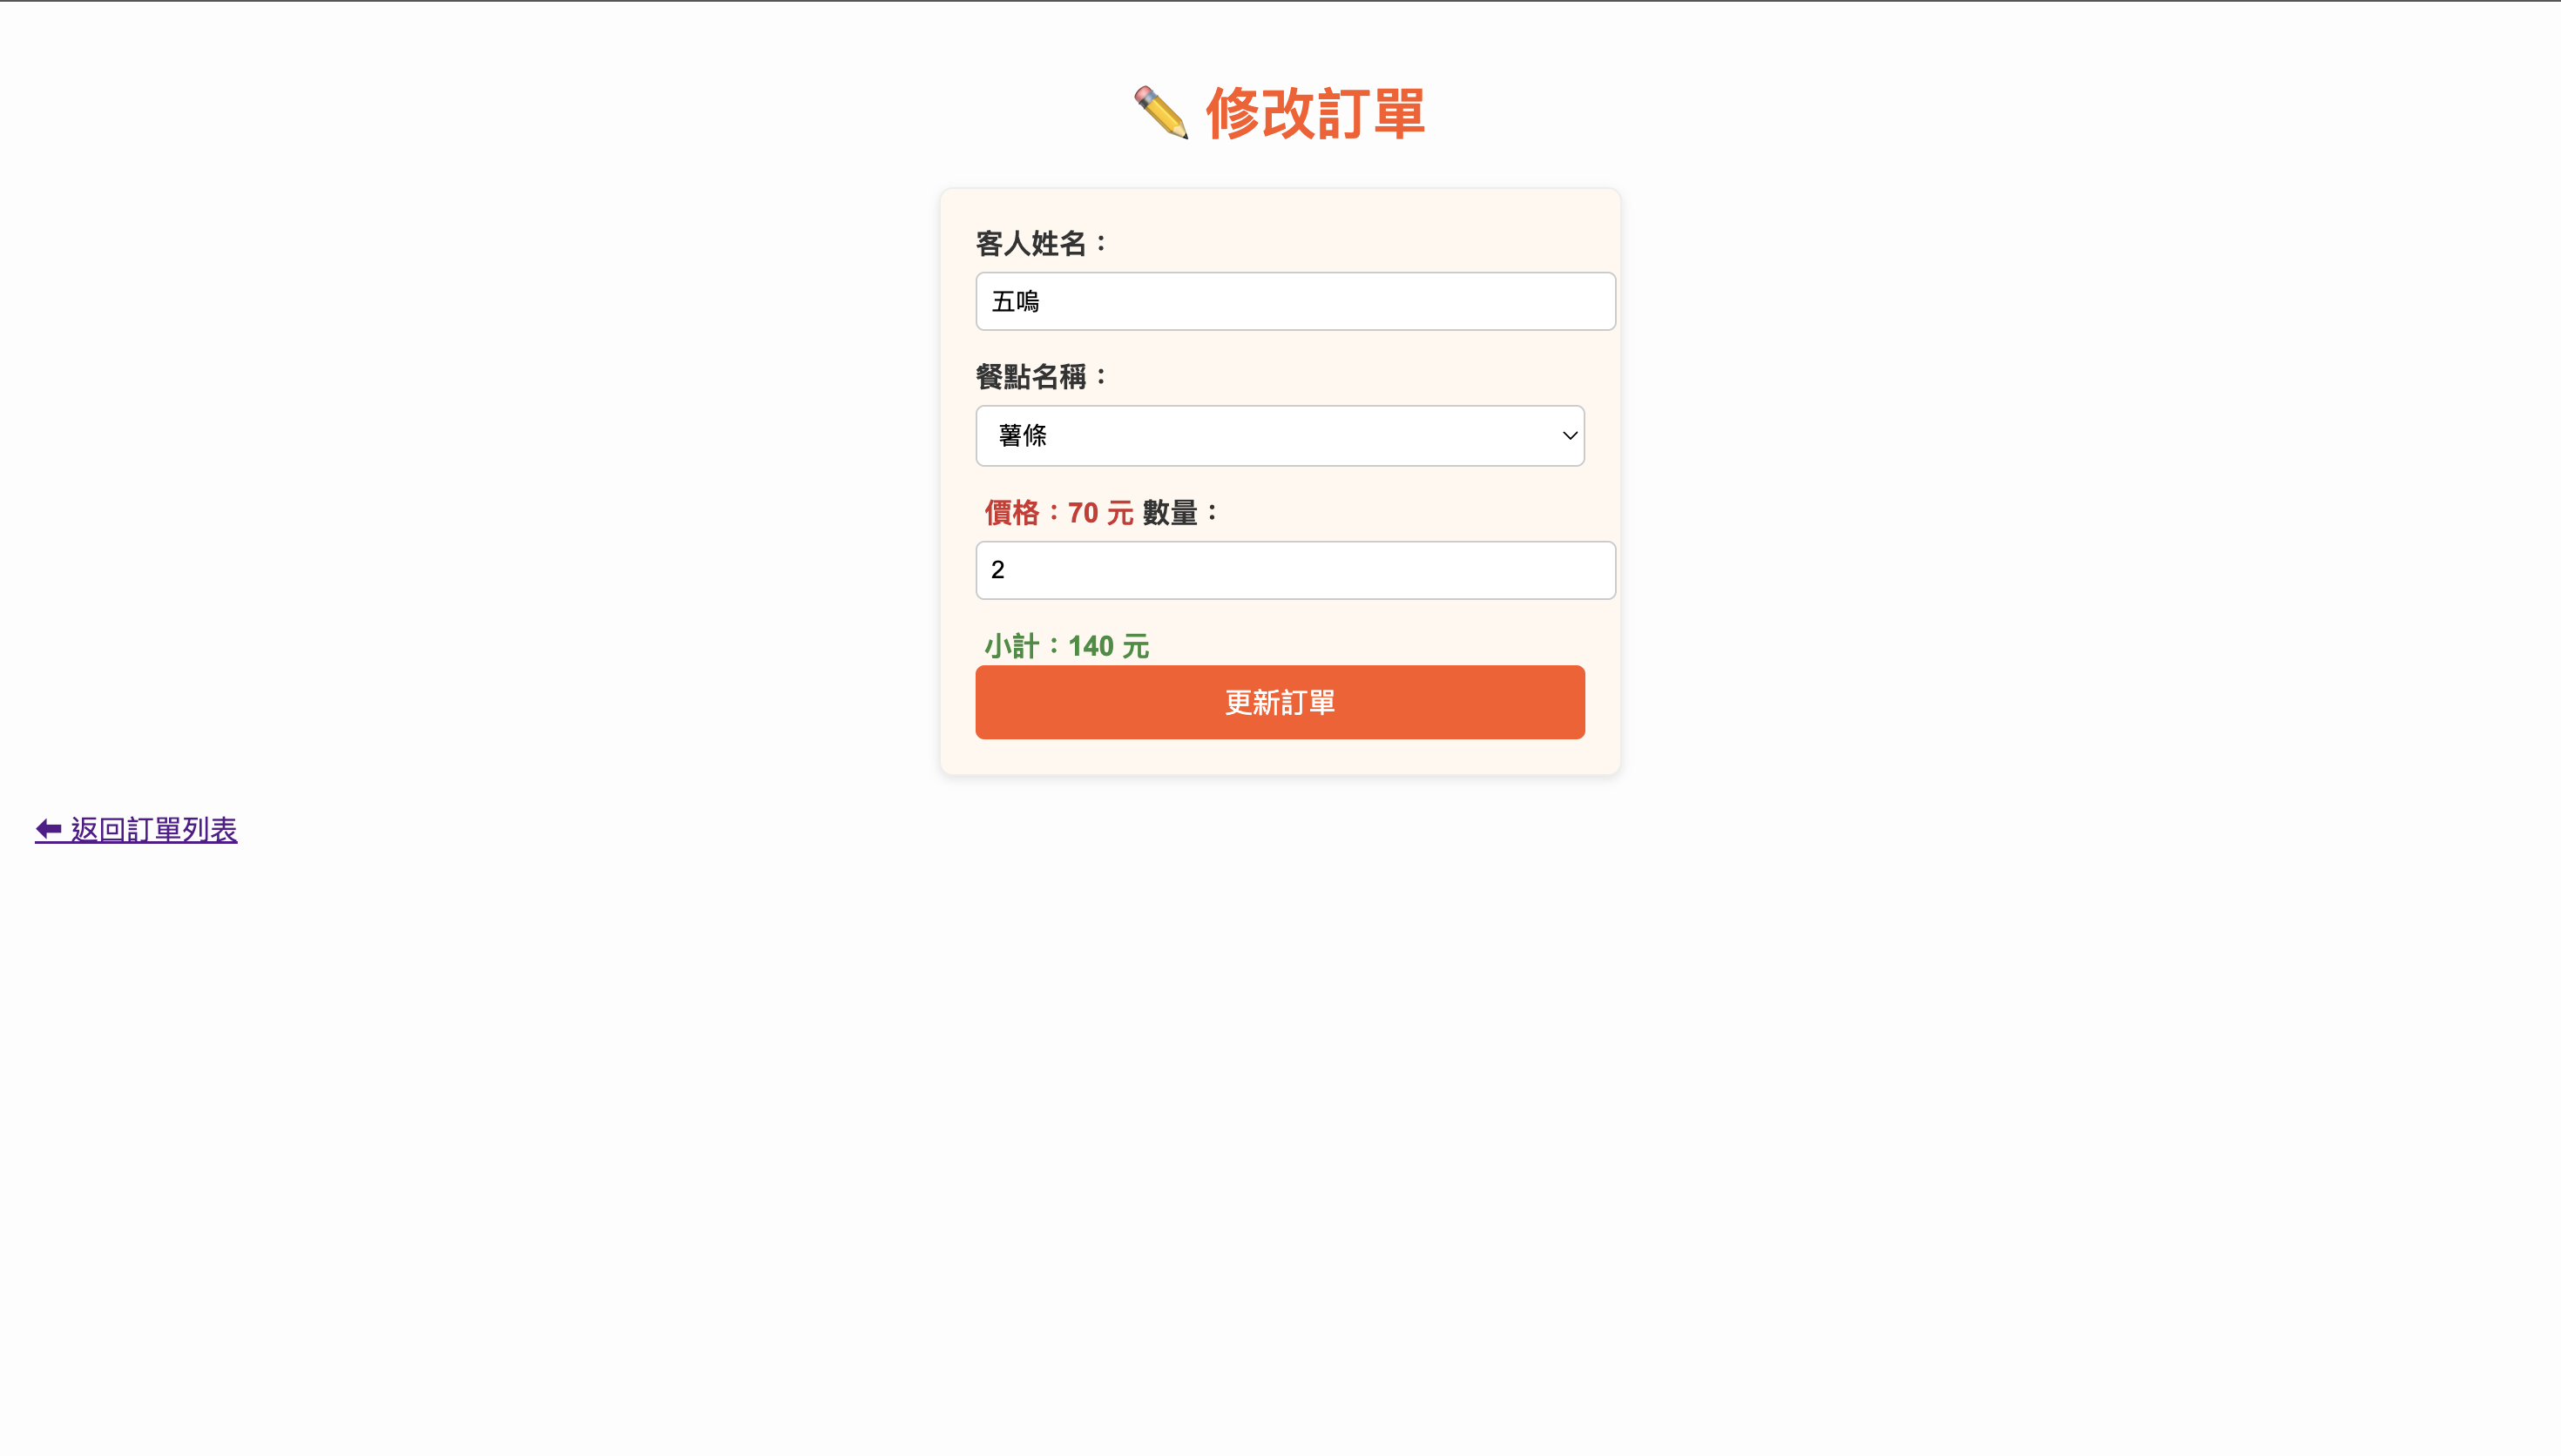 ✏️ 修改訂單
客人姓名：
五嗚
餐點名稱：
薯條
價格：70 元 數量：
2
小計：140 元
更新訂單
⬅ 返回訂單列表